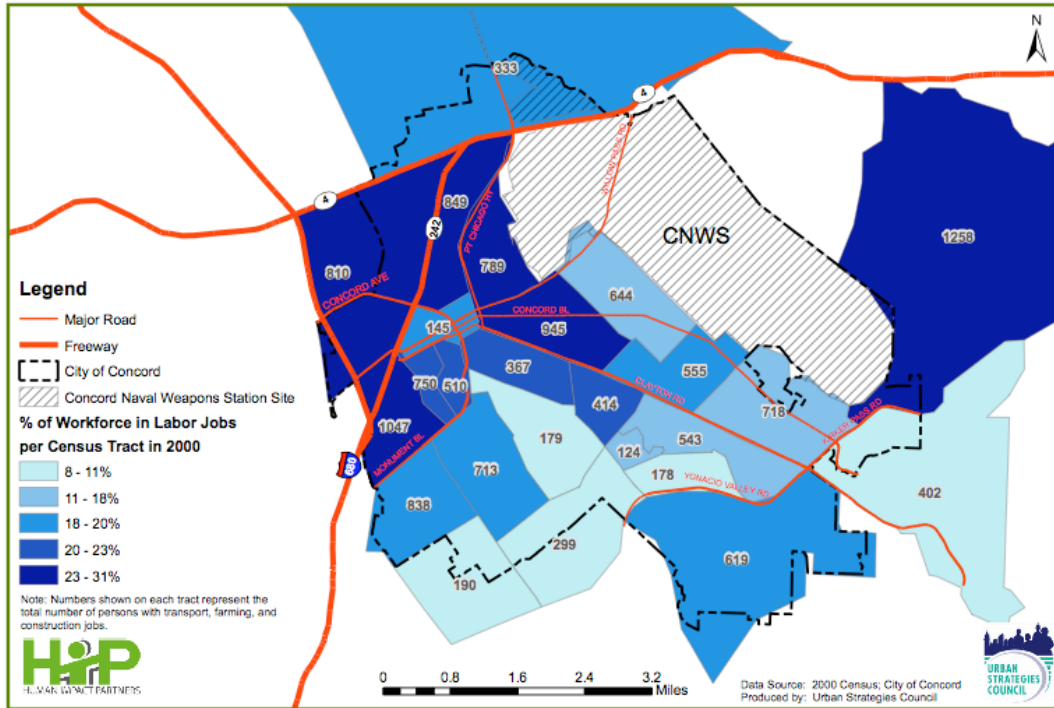 N
333
4
4
WILLOW PASS RD
849
242
PT CHICAGO RT
CNWS
1258
810
789
CONCORD AVE
644
Legend
Major Road
Freeway
City of Concord
Concord Naval Weapons Station Site
% of Workforce in Labor Jobs
per Census Tract in 2000
8 - 11%
11 - 18%
18 - 20%
20 - 23%
23 - 31%
Note: Numbers shown on each tract represent the
total number of persons with transport, farming, and
construction jobs.
CONCORD BL
145
945
367
555
750
510
CLAYTON RD
414
718
1047
KIRKER PASS RD
179
543
124
MONUMENT BL
680
713
178
YGNACIO VALLEY RD
402
838
299
619
190
HIP
HUMAN IMPACT PARTNERS
0 0.8 1.6 2.4 3.2
Miles
Data Source: 2000 Census; City of Concord
Produced by: Urban Strategies Council
URBAN
STRATEGIES
COUNCIL